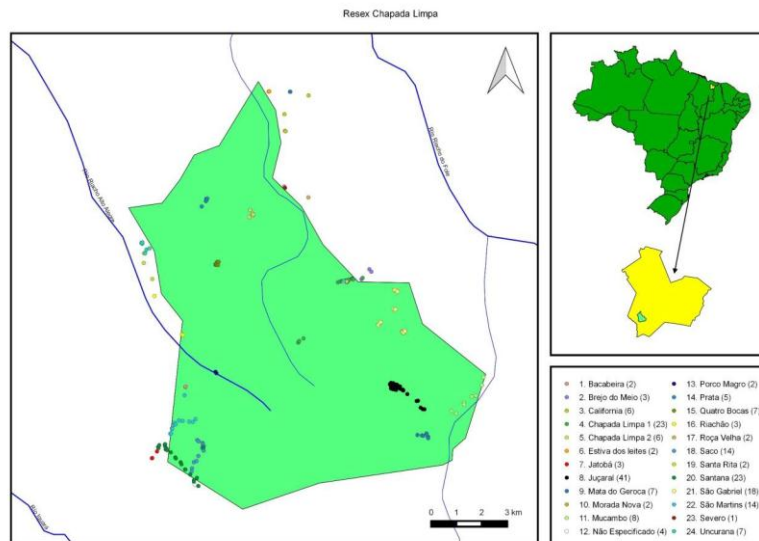 Resex Chapada Limpa
Rio Riacho do Fole
0 1 2 3 km
1. Bacabeira (2)
2. Brejo do Meio (3)
3. California (6)
4. Chapada Limpa 1 (23)
5. Chapada Limpa 2 (6)
6. Estiva dos leites (2)
7. Jatobá (3)
8. Juçaral (41)
9. Mata do Geroca (7)
10. Morada Nova (2)
11. Mucambo (8)
12. Não Especificado (4)
13. Porco Magro (2)
14. Prata (5)
15. Quatro Bocas (7)
16. Riachão (3)
17. Roça Velha (2)
18. Saco (14)
19. Santa Rita (2)
20. Santana (23)
21. São Gabriel (18)
22. São Martins (14)
23. Severo (1)
24. Uncurana (7)